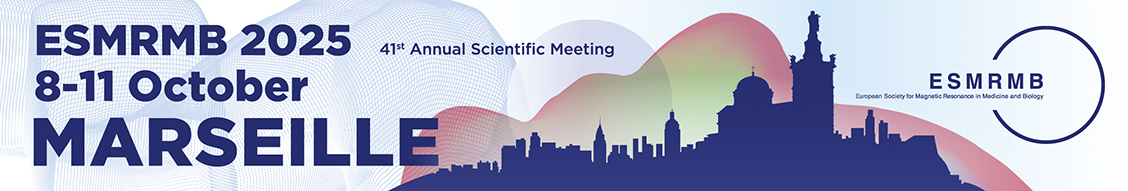 ESMRMB 2025
41st Annual Scientific Meeting
8-11 October
MARSEILLE
ESMRMB
European Society for Magnetic Resonance in Medicine and Biology